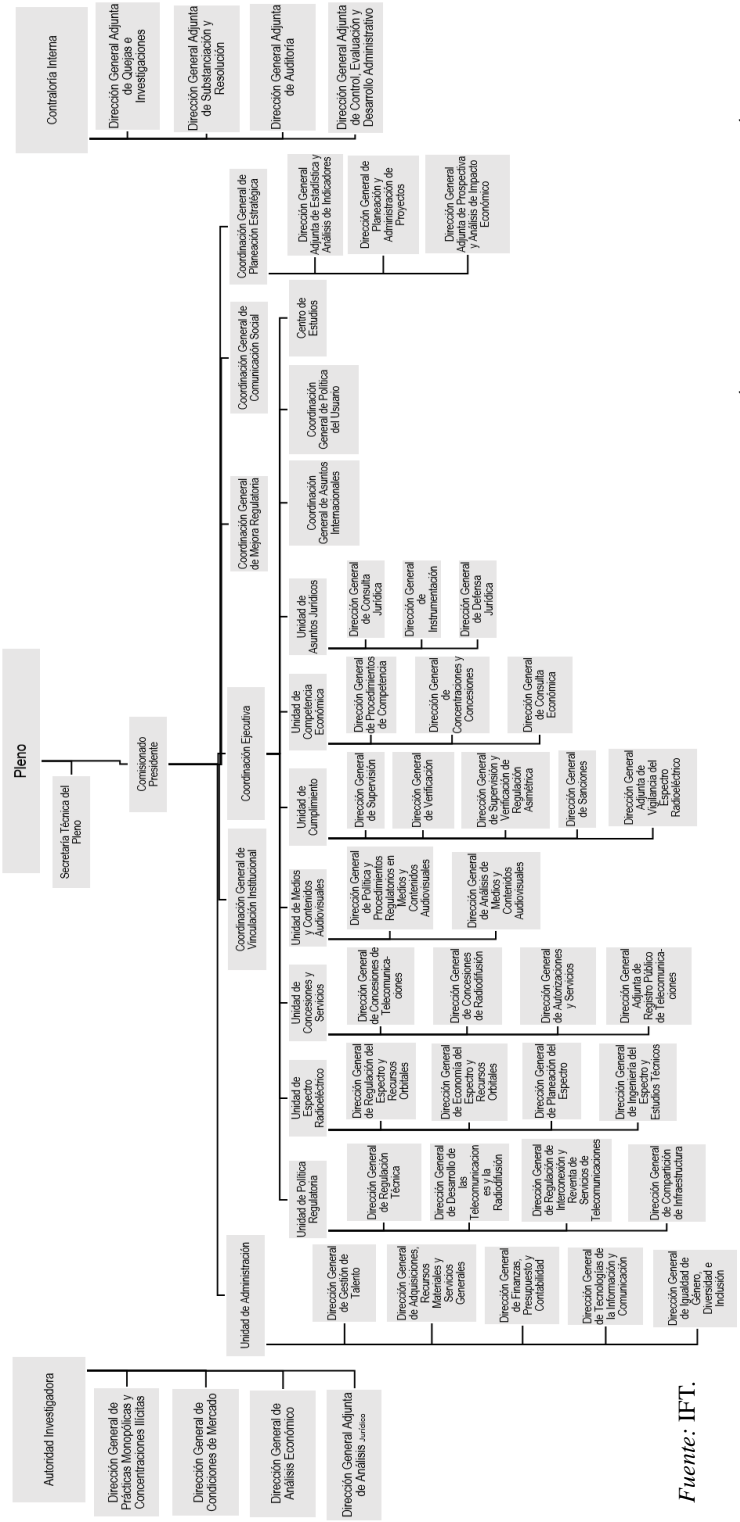 Pleno
Secretaría Técnica del
Pleno
Comisionado
Presidente
Autoridad Investigadora
Dirección General de
Prácticas Monopólicas y
Concentraciones Ilícitas
Dirección General de
Condiciones de Mercado
Dirección General de
Análisis Económico
Dirección General Adjunta
de Análisis Jurídico
Unidad de Administración
Dirección General
de Gestión de
Talento
Dirección General
de Adquisiciones,
Recursos
Materiales y
Servicios
Generales
Dirección General
de Finanzas,
Presupuesto y
Contabilidad
Dirección General
de Tecnologías de
la Información y
Comunicación
Dirección General
de Igualdad de
Género,
Diversidad e
Inclusión
Coordinación General de
Vinculación Institucional
Coordinación Ejecutiva
Coordinación General
de Mejora Regulatoria
Coordinación General de
Comunicación Social
Coordinación General de
Planeación Estratégica
Dirección General
Adjunta de Estadística y
Análisis de Indicadores
Dirección General
de Planeación y
Administración de
Proyectos
Dirección General
Adjunta de Prospectiva
y Análisis de Impacto
Económico
Unidad de Política
Regulatoria
Dirección General
de Regulación
Técnica
Dirección General
de Desarrollo de
las
Telecomunicacion
es y la
Radiodifusión
Dirección General
de Regulación de
Interconexión y
Reventa de
Servicios de
Telecomunicaciones
Dirección General
de Compartición
de Infraestructura
Unidad de
Espectro
Radioeléctrico
Dirección General
de Regulación del
Espectro y
Recursos
Orbitales
Dirección General
de Economía del
Espectro y
Recursos
Orbitales
Dirección General
de Planeación del
Espectro
Dirección General
de Ingeniería del
Espectro y
Estudios Técnicos
Unidad de
Concesiones y
Servicios
Dirección General
de Concesiones de
Telecomunica-
ciones
Dirección General
de Concesiones
de Radiodifusión
Dirección General
de Autorizaciones
y Servicios
Dirección General
Adjunta de
Registro Público
de Telecomunica-
ciones
Unidad de Medios
y Contenidos
Audiovisuales
Dirección General
de Política y
Procedimientos
Regulatorios en
Medios y
Contenidos
Audiovisuales
Dirección General
de Análisis de
Medios y
Contenidos
Audiovisuales
Unidad de
Cumplimiento
Dirección General
de Supervisión
Dirección General
de Verificación
Dirección General
de Supervisión y
Verificación de
Regulación
Asimétrica
Dirección General
de Sanciones
Dirección General
Adjunta de
Vigilancia del
Espectro
Radioeléctrico
Unidad de
Competencia
Económica
Dirección General
de Procedimientos
de Competencia
Dirección General
de
Concentraciones y
Concesiones
Dirección General
de Consulta
Económica
Unidad de
Asuntos Jurídicos
Dirección General
de Consulta
Jurídica
Dirección General
de
Instrumentación
Dirección General
de Defensa
Jurídica
Coordinación
General de Asuntos
Internacionales
Coordinación
General de Política
del Usuario
Centro de
Estudios
Contraloría Interna
Dirección General Adjunta
de Quejas e
Investigaciones
Dirección General Adjunta
de Substanciación y
Resolución
Dirección General Adjunta
de Auditoría
Dirección General Adjunta
de Control, Evaluación y
Desarrollo Administrativo
Fuente: IFT.